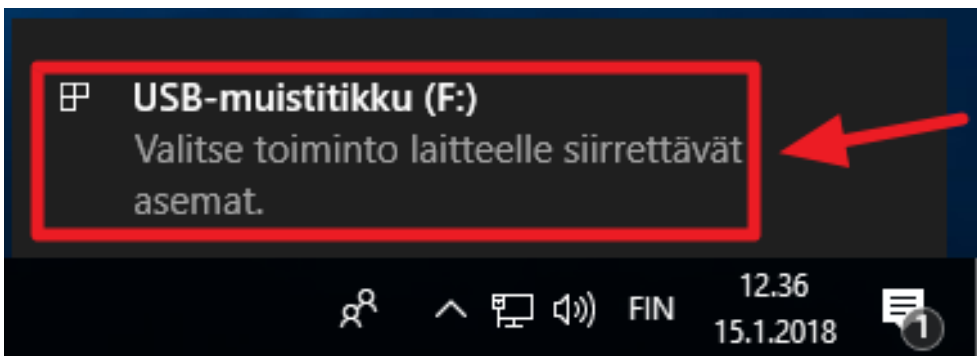 USB-muistitikku (F:)
Valitse toiminto laitteelle siirrettävät
asemat.
12.36
FIN
15.1.2018
1